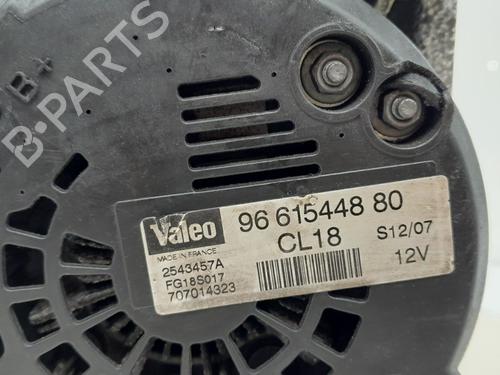 B+
B-PARTS
Valeo
MADE IN FRANCE
2543457A
FG18S017
707014323
96 615448 80
CL18
S12/07
12V